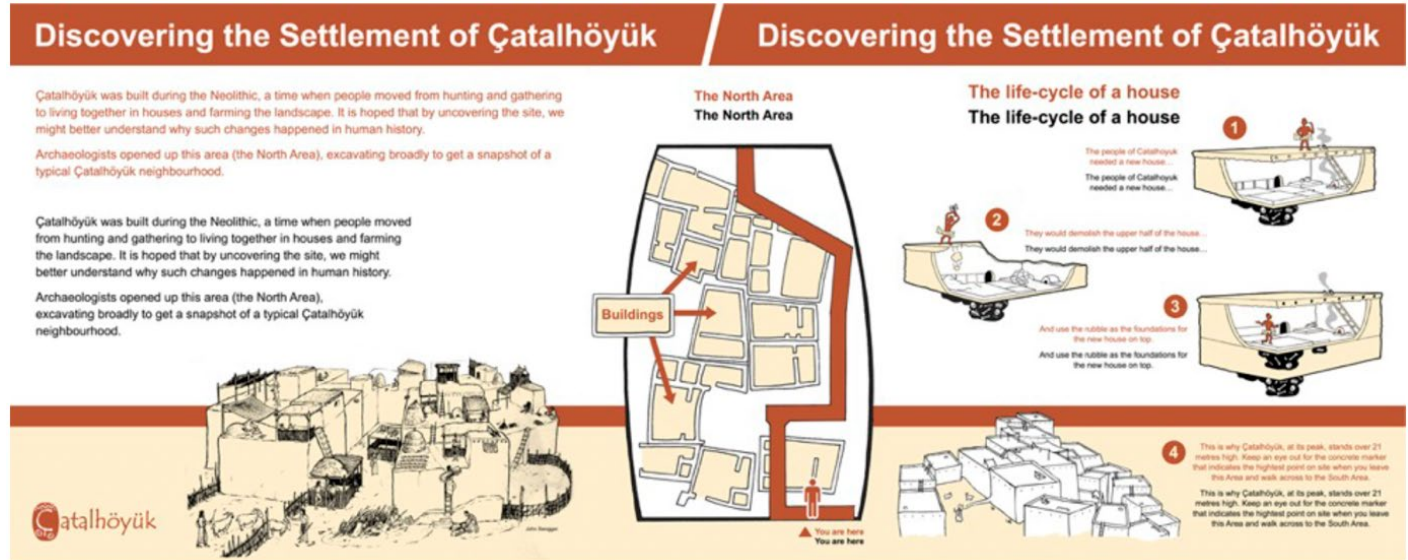 Discovering the Settlement of Çatalhöyük
Discovering the Settlement of Çatalhöyük
Çatalhöyük was built during the Neolithic, a time when people moved from hunting and gathering
to living together in houses and farming the landscape. It is hoped that by uncovering the site, we
might better understand why such changes happened in human history.
Archaeologists opened up this area (the North Area), excavating broadly to get a snapshot of a
typical Çatalhöyük neighbourhood.
Çatalhöyük was built during the Neolithic, a time when people moved
from hunting and gathering to living together in houses and farming
the landscape. It is hoped that by uncovering the site, we might
better understand why such changes happened in human history.
Archaeologists opened up this area (the North Area),
excavating broadly to get a snapshot of a typical Çatalhöyük
neighbourhood.
John Swogger
Çatalhöyük
The North Area
The North Area
Buildings
You are here
You are here
The life-cycle of a house
The life-cycle of a house
1
The people of Catalhoyuk
needed a new house…
The people of Catalhoyuk
needed a new house…
2
They would demolish the upper half of the house…
They would demolish the upper half of the house…
3
And use the rubble as the foundations for
the new house on top.
And use the rubble as the foundations for
the new house on top.
4
This is why Çatalhöyük, at its peak, stands over 21
metres high. Keep an eye out for the concrete marker
that indicates the highest point on site when you leave
this Area and walk across to the South Area.
This is why Çatalhöyük, at its peak, stands over 21
metres high. Keep an eye out for the concrete marker
that indicates the highest point on site when you leave
this Area and walk across to the South Area.